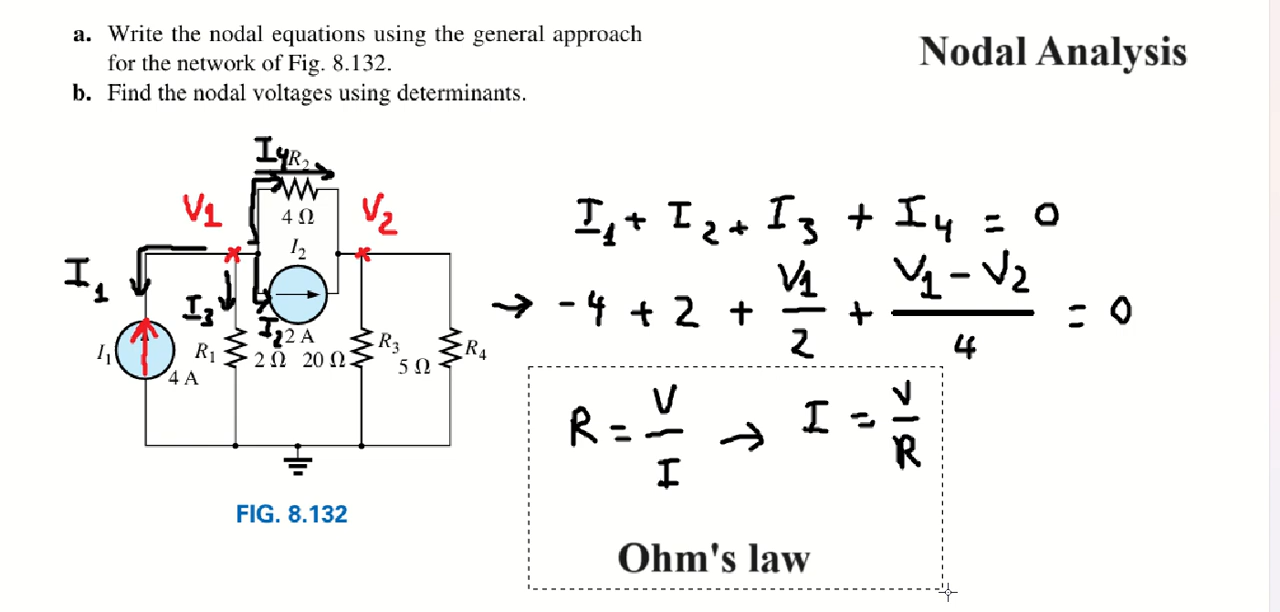 a. Write the nodal equations using the general approach
for the network of Fig. 8.132.
b. Find the nodal voltages using determinants.
Nodal Analysis
I4
R2
4 Ω
V1
V2
I2
I1
I3
I2
2 A
I1
4 A
R1
2 Ω
20 Ω
R3
5 Ω
R4
FIG. 8.132
I1 + I2 + I3 + I4 = 0
→ -4 + 2 + V1/2 + V1 - V2/4 = 0
R = V/I → I = V/R
Ohm's law